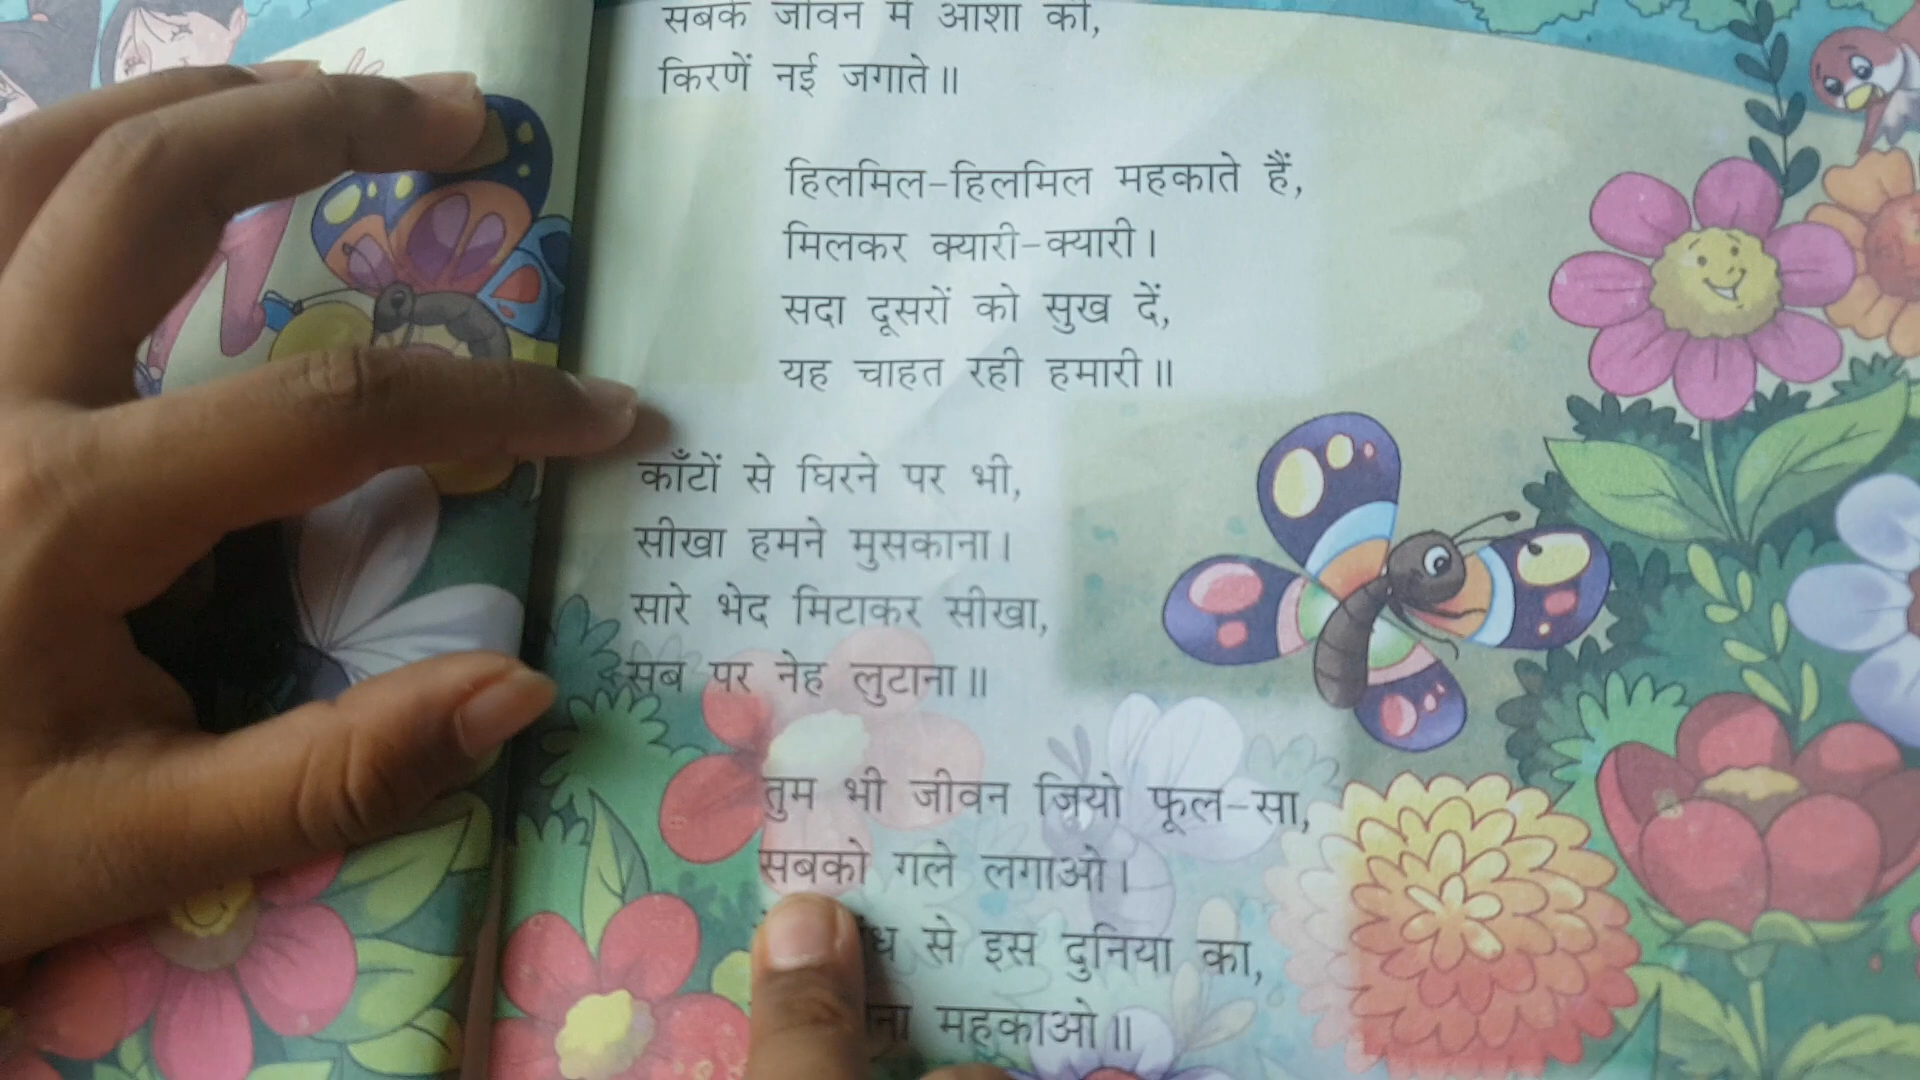 सबके जीवन में आशा की,
किरणें नई जगाते॥
हिलमिल-हिलमिल महकाते हैं,
मिलकर क्यारी-क्यारी।
सदा दूसरों को सुख दें,
यह चाहत रही हमारी॥
काँटों से घिरने पर भी,
सीखा हमने मुसकाना।
सारे भेद मिटाकर सीखा,
सब पर नेह लुटाना॥
तुम भी जीवन जियो फूल-सा,
सबको गले लगाओ।
से इस दुनिया का,
महकाओ॥